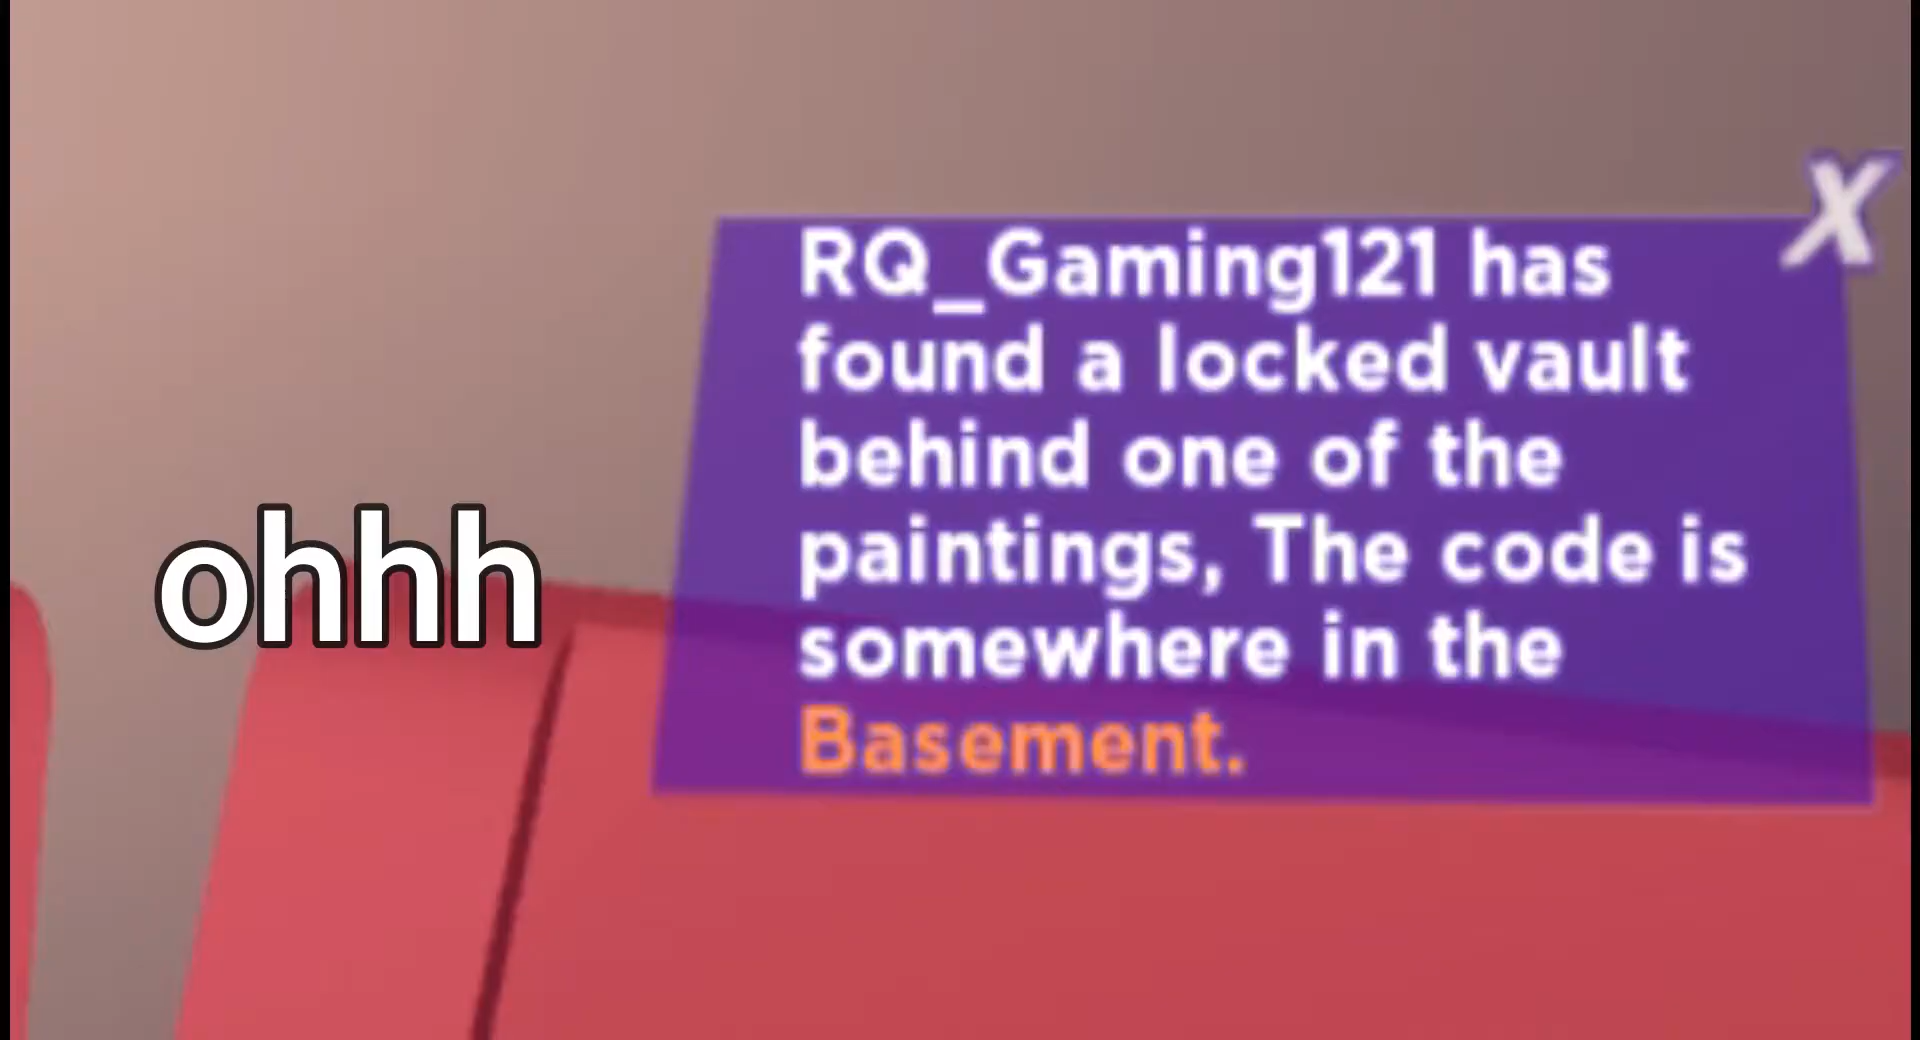 X
RQ_Gaming121 has
found a locked vault
behind one of the
paintings, The code is
somewhere in the
Basement.
ohhh